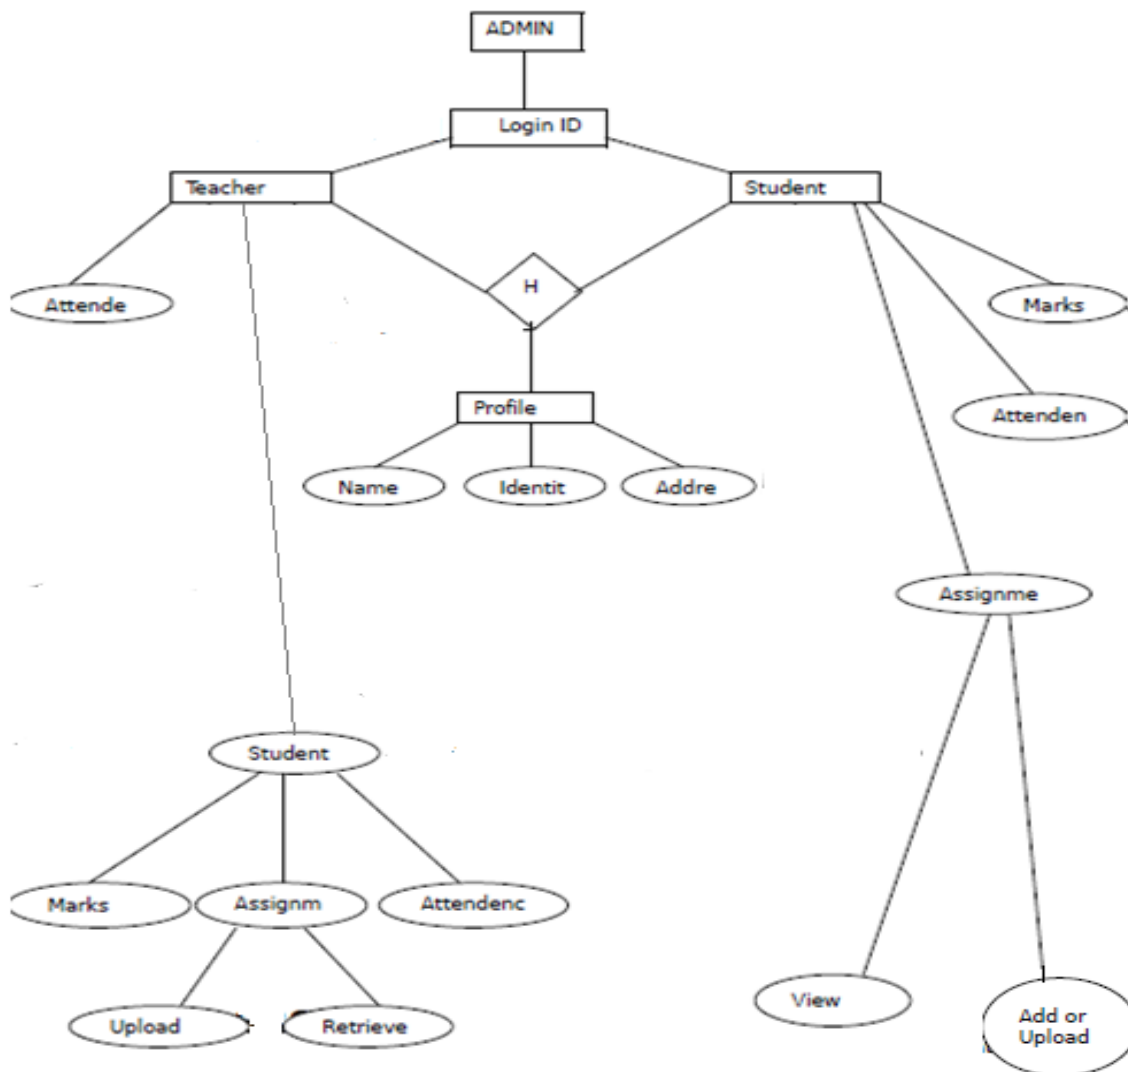 ADMIN
Login ID
Teacher
Student
H
Attende
Marks
Profile
Attenden
Name
Identit
Addre
Assignme
Student
Marks
Assignm
Attendenc
View
Upload
Retrieve
Add or
Upload